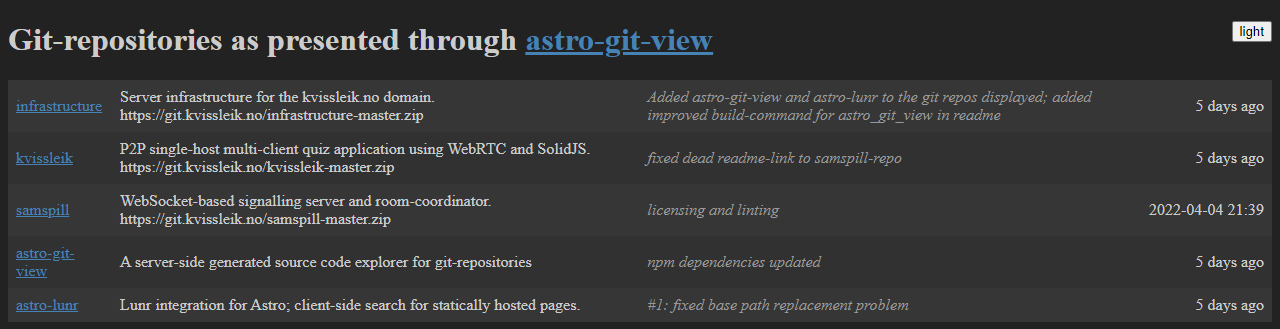 Git-repositories as presented through astro-git-view
light
infrastructure
Server infrastructure for the kvissleik.no domain.
https://git.kvissleik.no/infrastructure-master.zip
Added astro-git-view and astro-lunr to the git repos displayed; added
improved build-command for astro_git_view in readme
5 days ago
kvissleik
P2P single-host multi-client quiz application using WebRTC and SolidJS.
https://git.kvissleik.no/kvissleik-master.zip
fixed dead readme-link to samspill-repo
5 days ago
samspill
WebSocket-based signalling server and room-coordinator.
https://git.kvissleik.no/samspill-master.zip
licensing and linting
2022-04-04 21:39
astro-git-
view
A server-side generated source code explorer for git-repositories
npm dependencies updated
5 days ago
astro-lunr
Lunr integration for Astro; client-side search for statically hosted pages.
#1: fixed base path replacement problem
5 days ago